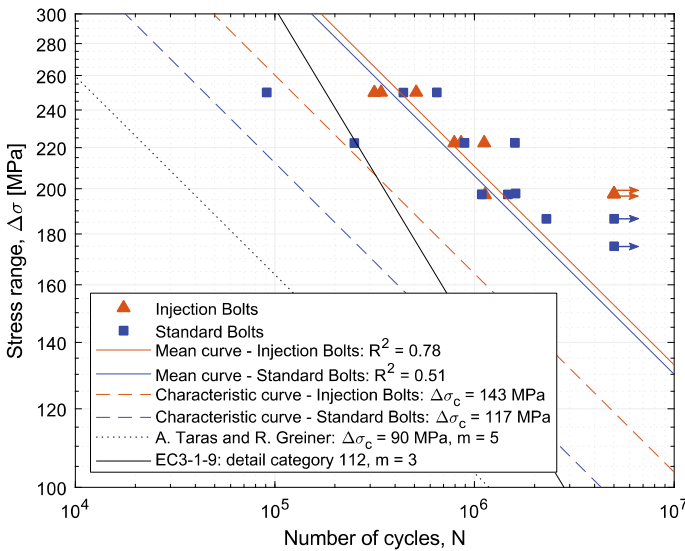 300
260
220
200
180
160
140
120
100
Stress range, Δσ [MPa]
Injection Bolts
Standard Bolts
Mean curve - Injection Bolts: R² = 0.78
Mean curve - Standard Bolts: R² = 0.51
Characteristic curve - Injection Bolts: Δσc = 143 MPa
Characteristic curve - Standard Bolts: Δσc = 117 MPa
A. Taras and R. Greiner: Δσc = 90 MPa, m = 5
EC3-1-9: detail category 112, m = 3
10⁴ 10⁵ 10⁶ 10⁷
Number of cycles, N